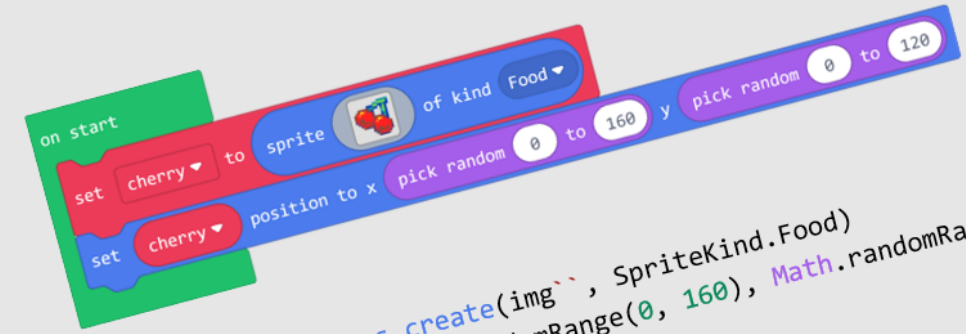 on start
set cherry to sprite of kind Food
set cherry position to x pick random 0 to 160 y pick random 0 to 120
create(img``, SpriteKind.Food)
Range(0, 160), Math.randomRa